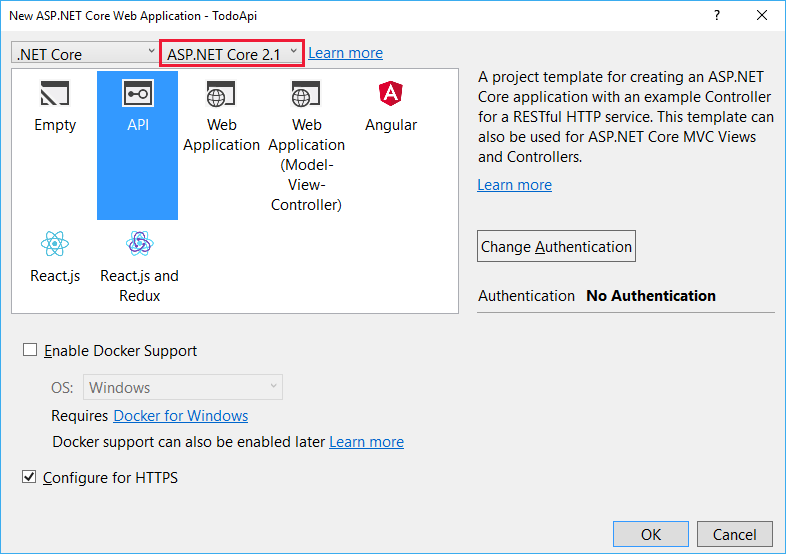 New ASP.NET Core Web Application - TodoApi
.NET Core
ASP.NET Core 2.1
Learn more
Empty
API
Web
Application
Web
Application
(Model-
View-
Controller)
Angular
React.js
React.js and
Redux
A project template for creating an ASP.NET
Core application with an example Controller
for a RESTful HTTP service. This template can
also be used for ASP.NET Core MVC Views
and Controllers.
Learn more
Change Authentication
Authentication No Authentication
Enable Docker Support
OS: Windows
Requires Docker for Windows
Docker support can also be enabled later Learn more
Configure for HTTPS
OK
Cancel